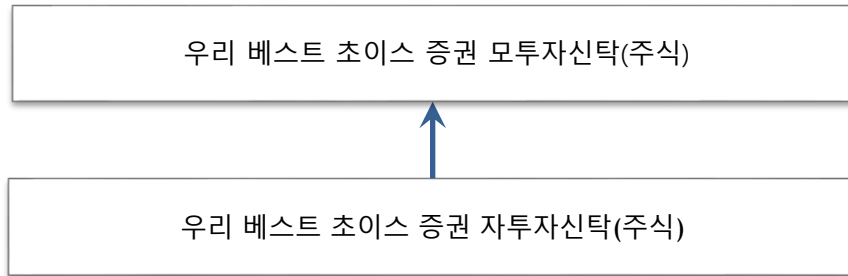 우리 베스트 초이스 증권 모투자신탁(주식)
우리 베스트 초이스 증권 자투자신탁(주식)